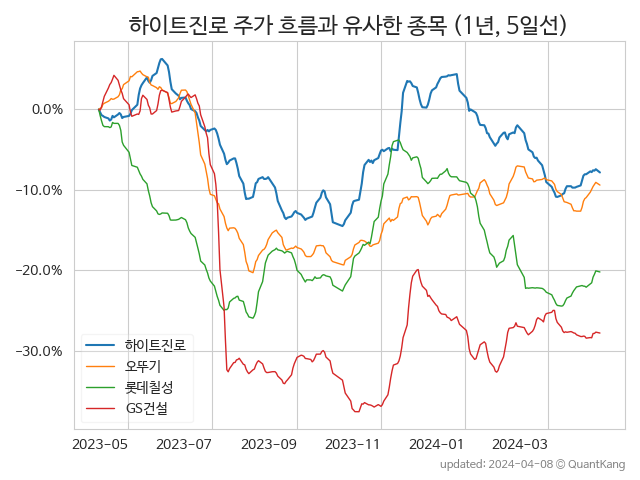 하이트진로 주가 흐름과 유사한 종목 (1년, 5일선)
0.0%
−10.0%
−20.0%
−30.0%
하이트진로
오뚜기
롯데칠성
GS건설
2023-05 2023-07 2023-09 2023-11 2024-01 2024-03
updated: 2024-04-08 © QuantKang